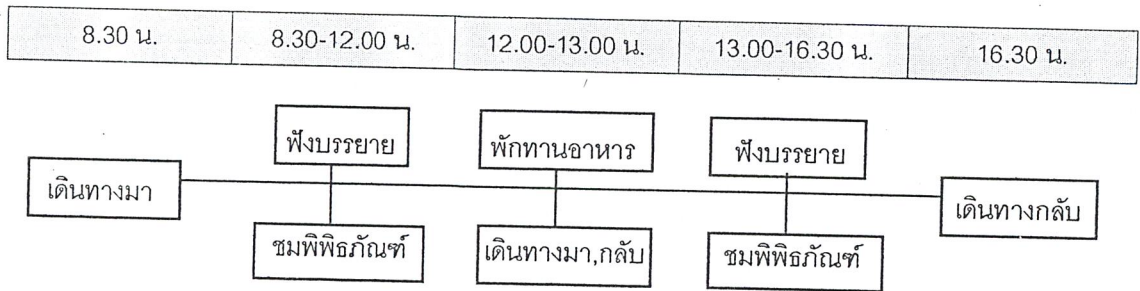 8.30 น. 8.30-12.00 น. 12.00-13.00 น. 13.00-16.30 น. 16.30 น.
ฟังบรรยาย พักทานอาหาร ฟังบรรยาย
เดินทางมา เดินทางกลับ
ชมพิพิธภัณฑ์ เดินทางมา,กลับ ชมพิพิธภัณฑ์